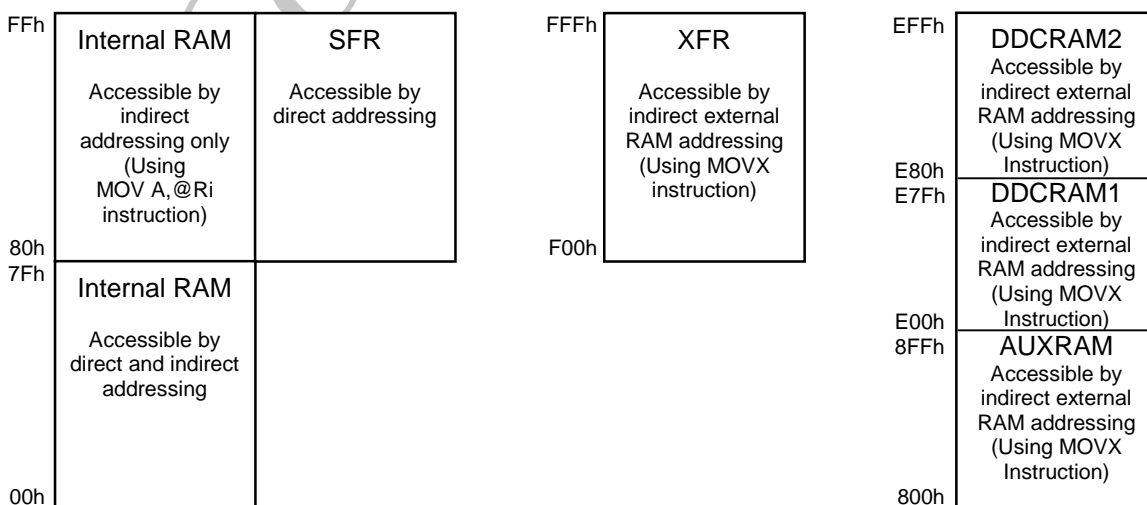 FFh
Internal RAM
Accessible by
indirect
addressing only
(Using
MOV A,@Ri
instruction)
80h
SFR
Accessible by
direct addressing
7Fh
Internal RAM
Accessible by
direct and indirect
addressing
00h
FFFh
XFR
Accessible by
indirect external
RAM addressing
(Using MOVX
instruction)
F00h
EFFh
DDCRAM2
Accessible by
indirect external
RAM addressing
(Using MOVX
Instruction)
E80h
E7Fh
DDCRAM1
Accessible by
indirect external
RAM addressing
(Using MOVX
Instruction)
E00h
8FFh
AUXRAM
Accessible by
indirect external
RAM addressing
(Using MOVX
Instruction)
800h